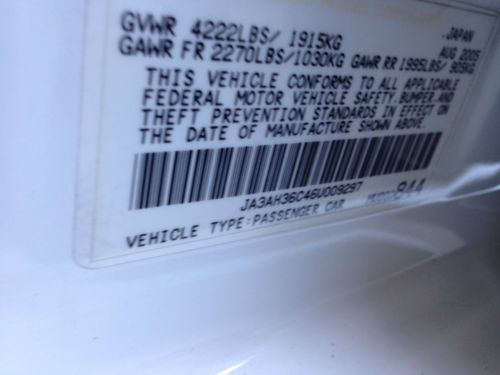 JAPAN
GVWR 4222LBS/ 1915KG AUG 2005
GAWR FR 2270LBS/1030KG GAWR RR 1995LBS/ 905KG
THIS VEHICLE CONFORMS TO ALL APPLICABLE
FEDERAL MOTOR VEHICLE SAFETY, BUMPER, AND
THEFT PREVENTION STANDARDS IN EFFECT ON
THE DATE OF MANUFACTURE SHOWN ABOVE.
JA3AH36C46U009297
VEHICLE TYPE:PASSENGER CAR 844